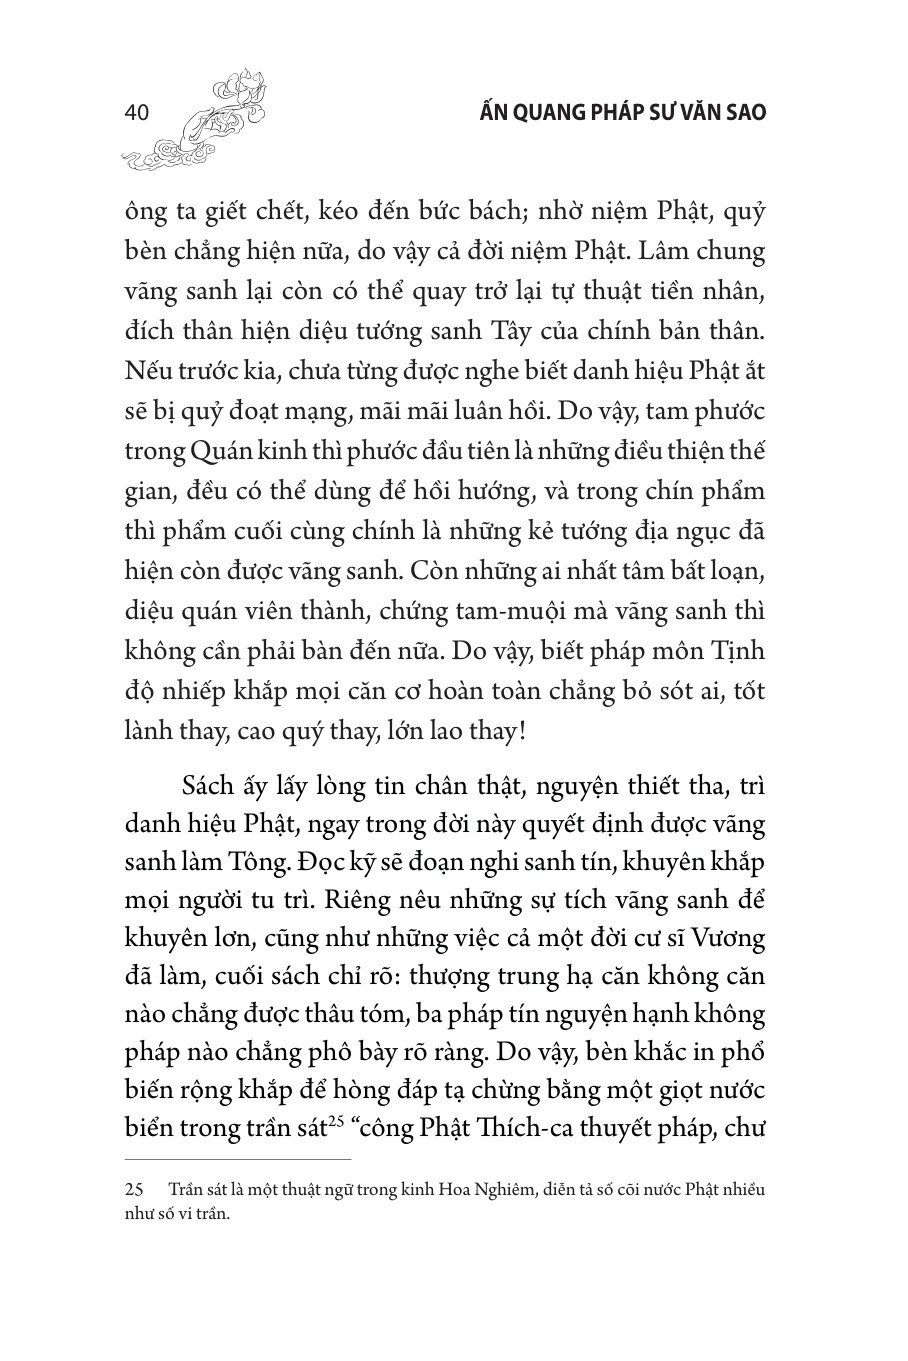 40
ẤN QUANG PHÁP SƯ VĂN SAO
ông ta giết chết, kéo đến bức bách; nhờ niệm Phật, quỷ
bèn chẳng hiện nữa, do vậy cả đời niệm Phật. Lâm chung
vãng sanh lại còn có thể quay trở lại tự thuật tiền nhân,
đích thân hiện diệu tướng sanh Tây của chính bản thân.
Nếu trước kia, chưa từng được nghe biết danh hiệu Phật ắt
sẽ bị quỷ đoạt mạng, mãi mãi luân hồi. Do vậy, tam phước
trong Quán kinh thì phước đầu tiên là những điều thiện thế
gian, đều có thể dùng để hồi hướng, và trong chín phẩm
thì phẩm cuối cùng chính là những kẻ tướng địa ngục đã
hiện còn được vãng sanh. Còn những ai nhất tâm bất loạn,
diệu quán viên thành, chứng tam-muội mà vãng sanh thì
không cần phải bàn đến nữa. Do vậy, biết pháp môn Tịnh
độ nhiếp khắp mọi căn cơ hoàn toàn chẳng bỏ sót ai, tốt
lành thay, cao quý thay, lớn lao thay!
Sách ấy lấy lòng tin chân thật, nguyện thiết tha, trì
danh hiệu Phật, ngay trong đời này quyết định được vãng
sanh làm Tông. Đọc kỹ sẽ đoạn nghi sanh tín, khuyên khắp
mọi người tu trì. Riêng nêu những sự tích vãng sanh để
khuyên lơn, cũng như những việc cả một đời cư sĩ Vương
đã làm, cuối sách chỉ rõ: thượng trung hạ căn không căn
nào chẳng được thâu tóm, ba pháp tín nguyện hạnh không
pháp nào chẳng phô bày rõ ràng. Do vậy, bèn khắc in phổ
biến rộng khắp để hòng đáp tạ chừng bằng một giọt nước
biển trong trần sát25 “công Phật Thích-ca thuyết pháp, chư
25 Trần sát là một thuật ngữ trong kinh Hoa Nghiêm, diễn tả số cõi nước Phật nhiều
như số vi trần.